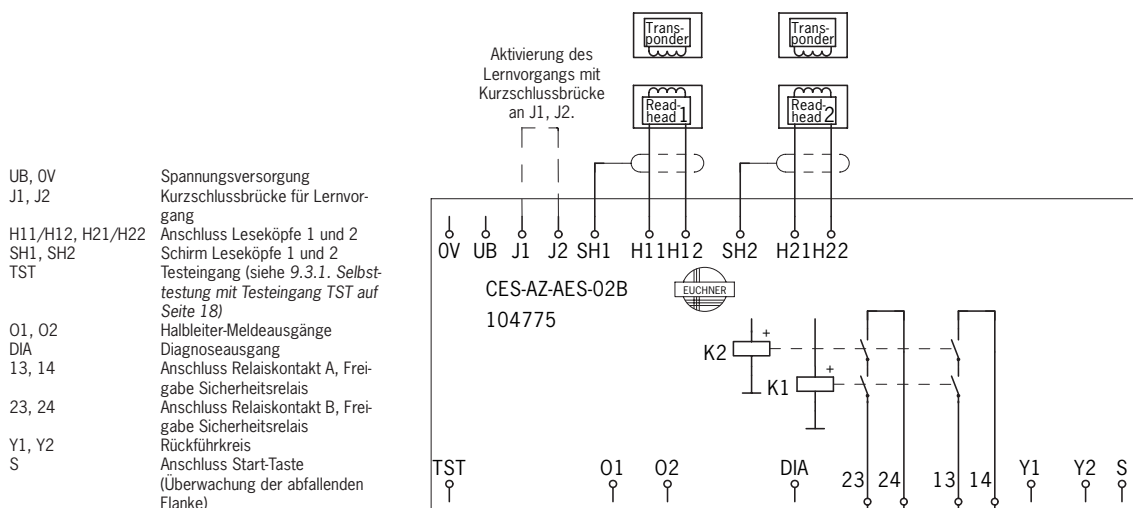 Trans-
ponder
Trans-
ponder
Aktivierung des
Lernvorgangs mit
Kurzschlussbrücke
an J1, J2.
Read-
head 1
Read-
head 2
UB, 0V Spannungsversorgung
J1, J2 Kurzschlussbrücke für Lernvor-
gang
H11/H12, H21/H22 Anschluss Leseköpfe 1 und 2
SH1, SH2 Schirm Leseköpfe 1 und 2
TST Testeingang (siehe 9.3.1. Selbst-
testung mit Testeingang TST auf
Seite 18)
O1, O2 Halbleiter-Meldeausgänge
DIA Diagnoseausgang
13, 14 Anschluss Relaiskontakt A, Frei-
gabe Sicherheitsrelais
23, 24 Anschluss Relaiskontakt B, Frei-
gabe Sicherheitsrelais
Y1, Y2 Rückführkreis
S Anschluss Start-Taste
(Überwachung der abfallenden
Flanke)
0V UB J1 J2 SH1 H11 H12 SH2 H21 H22
CES-AZ-AES-02B
EUCHNER
104775
+
K2
+
K1
TST O1 O2 DIA 23 24 13 14 Y1 Y2 S